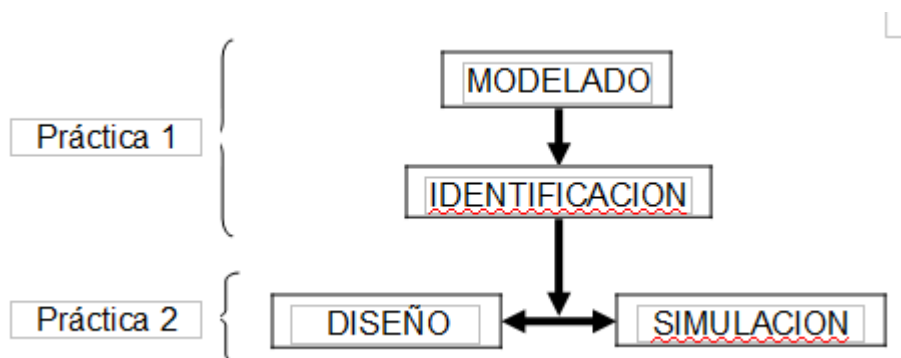 MODELADO
Práctica 1
IDENTIFICACION
Práctica 2
DISEÑO
SIMULACION